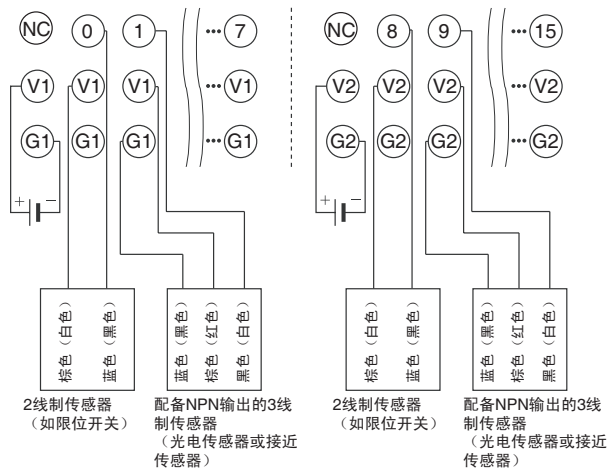 NC 0 1 ··· 7 NC 8 9 ··· 15
V1 V1 V1 ··· V1 V2 V2 V2 ··· V2
G1 G1 G1 ··· G1 G2 G2 G2 ··· G2
+ − + −
棕色（白色）
蓝色（黑色）
蓝色（黑色）
棕色（红色）
黑色（白色）
棕色（白色）
蓝色（黑色）
蓝色（黑色）
棕色（红色）
黑色（白色）
2线制传感器
（如限位开关）
配备NPN输出的3线
制传感器
（光电传感器或接近
传感器）
2线制传感器
（如限位开关）
配备NPN输出的3线
制传感器
（光电传感器或接近
传感器）